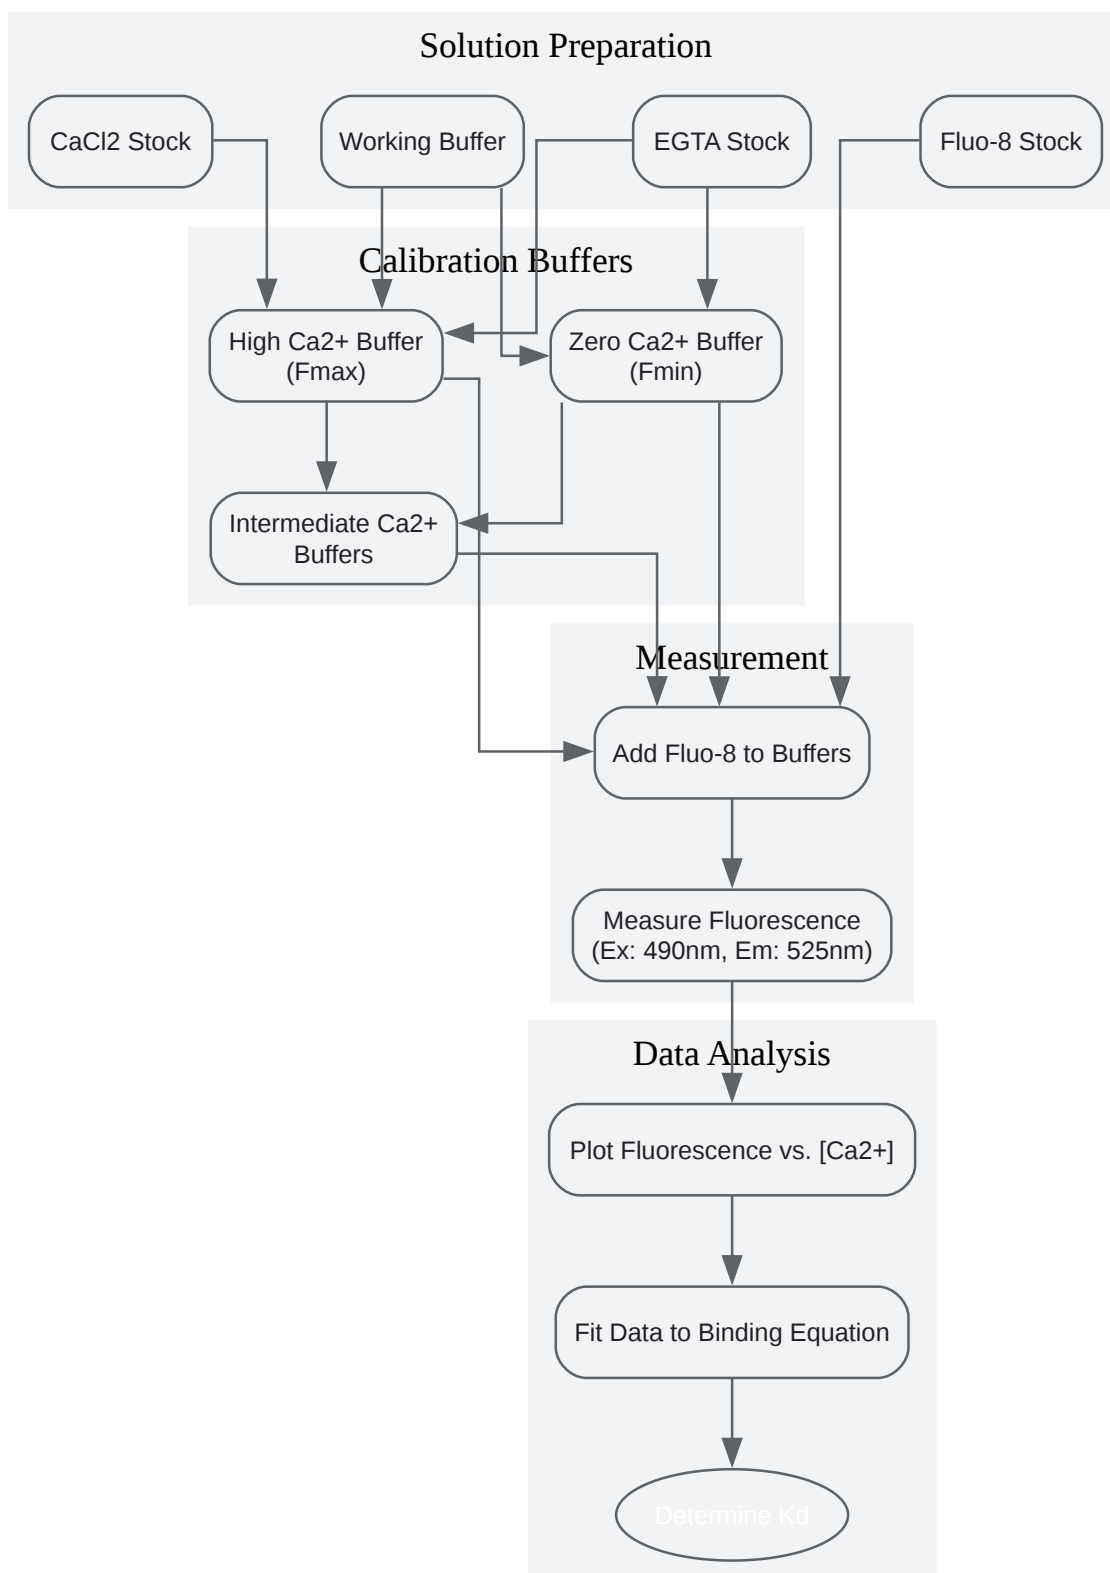 Solution Preparation
CaCl2 Stock
Working Buffer
EGTA Stock
Fluo-8 Stock
Calibration Buffers
High Ca2+ Buffer
(Fmax)
Zero Ca2+ Buffer
(Fmin)
Intermediate Ca2+
Buffers
Measurement
Add Fluo-8 to Buffers
Measure Fluorescence
(Ex: 490nm, Em: 525nm)
Data Analysis
Plot Fluorescence vs. [Ca2+]
Fit Data to Binding Equation
Determine Kd